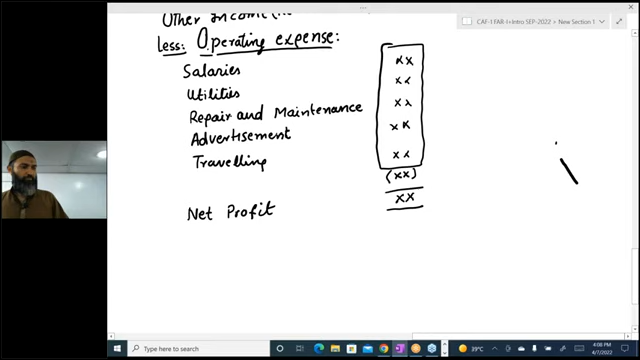 Other Income
CAF-1 FAR-I+Intro SEP-2022 > New Section 1
Less: Operating expense:
Salaries xx
Utilities xx
Repair and Maintenance xx
Advertisement xx
Travelling xx
(xx)
Net Profit xx
Type here to search
39°C
4:08 PM
4/7/2022